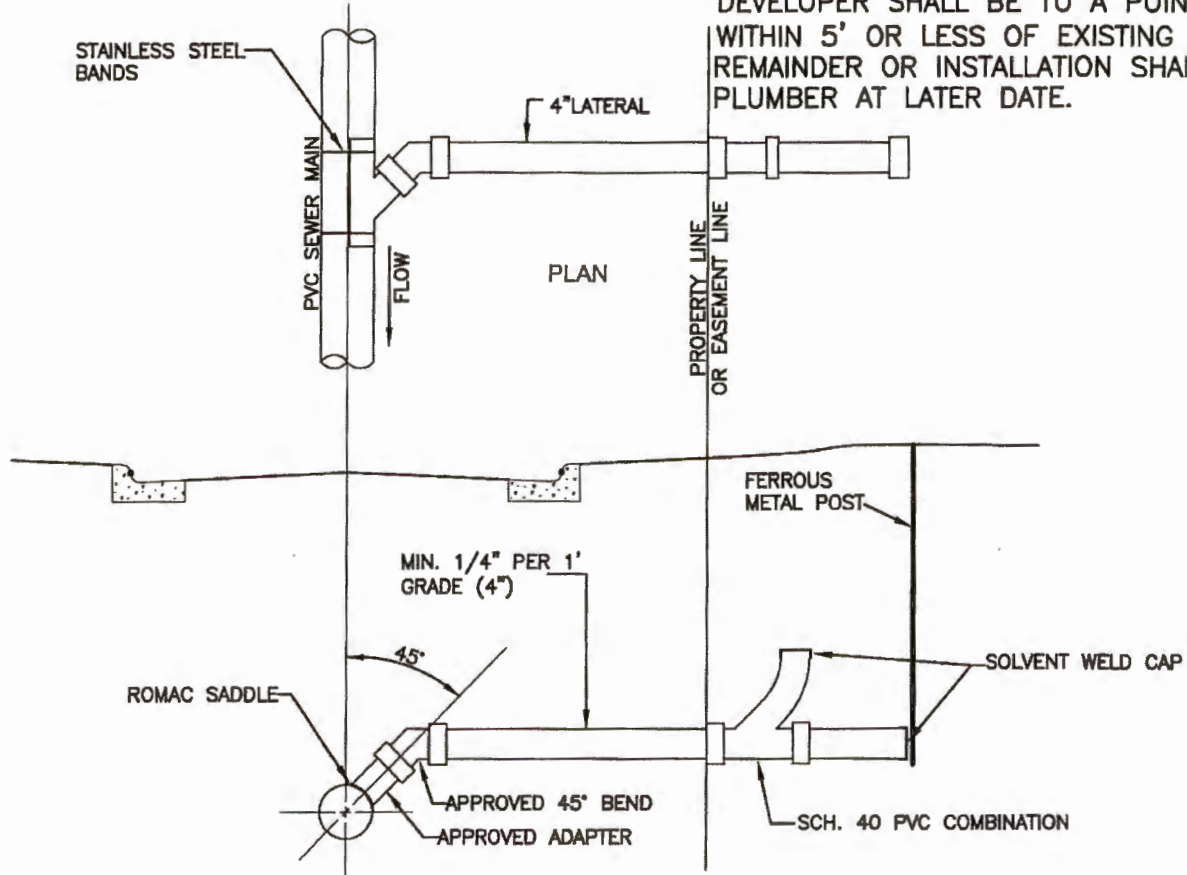 DEVELOPER SHALL BE TO A POIN
WITHIN 5' OR LESS OF EXISTING
REMAINDER OR INSTALLATION SHAL
PLUMBER AT LATER DATE.
STAINLESS STEEL
BANDS
4" LATERAL
PVC SEWER MAIN
FLOW
PLAN
PROPERTY LINE
OR EASEMENT LINE
FERROUS
METAL POST
MIN. 1/4" PER 1'
GRADE (4")
45°
ROMAC SADDLE
SOLVENT WELD CAP
APPROVED 45° BEND
APPROVED ADAPTER
SCH. 40 PVC COMBINATION